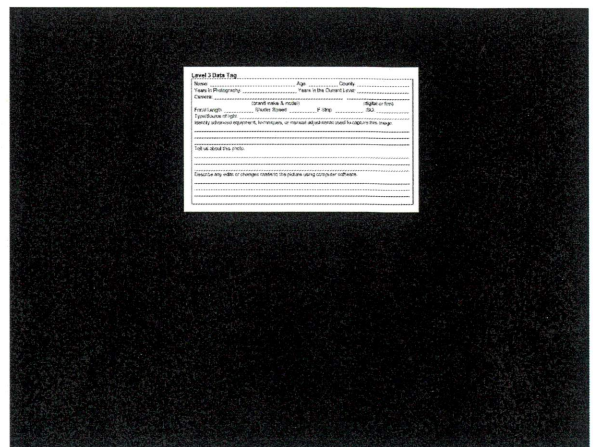 Level 3 Data Tag
Name Age County
Years in Photography Years in the Current Level
Camera
(brand make & model) (digital or film)
Focal Length Shutter Speed F-Stop ISO
Type/Source of light
Identify advanced equipment, techniques, or manual adjustments used to capture this image
Tell us about this photo.
Describe any edits or changes made to the picture using computer software.